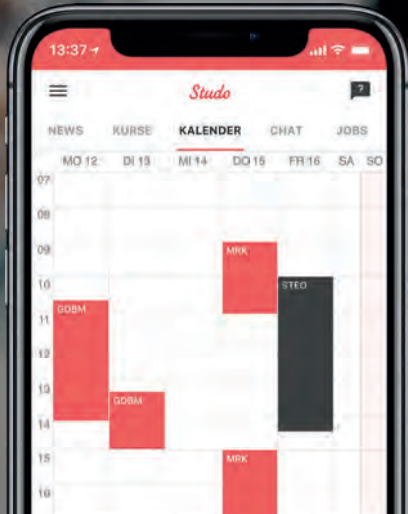 13:37
Studo
?
NEWS KURSE KALENDER CHAT JOBS
MO 12 DI 13 MI 14 DO 15 FR 16 SA SO
07
08
09
MRK
10
STEO
GDBM
11
12
13
GDBM
14
15
MRK
16